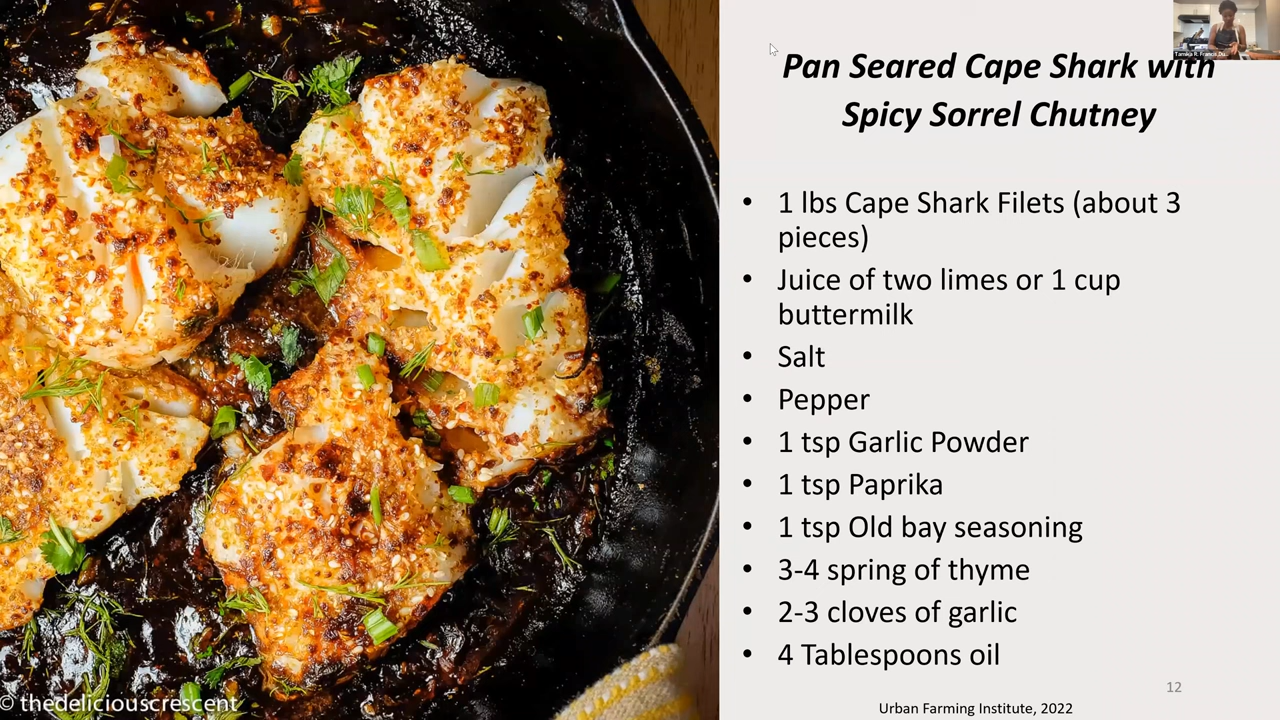 Pan Seared Cape Shark with
Spicy Sorrel Chutney
• 1 lbs Cape Shark Filets (about 3
pieces)
• Juice of two limes or 1 cup
buttermilk
• Salt
• Pepper
• 1 tsp Garlic Powder
• 1 tsp Paprika
• 1 tsp Old bay seasoning
• 3-4 spring of thyme
• 2-3 cloves of garlic
• 4 Tablespoons oil
12
Urban Farming Institute, 2022
© thedeliciouscrescent
Tamika R. Francis